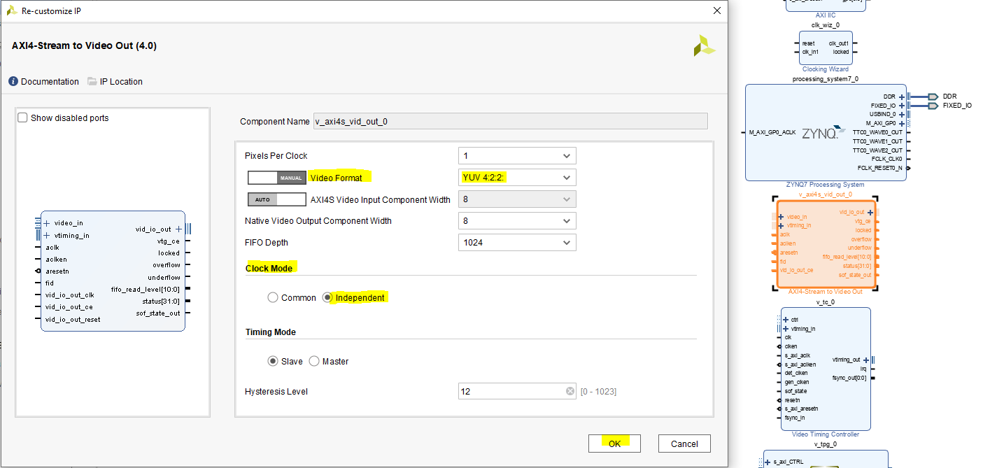 Re-customize IP
AXI4-Stream to Video Out (4.0)
Documentation IP Location
Show disabled ports
video_in
vtiming_in
aclk
aclken
aresetn
fid
vid_io_out_clk
vid_io_out_ce
vid_io_out_reset
vid_io_out
vtg_ce
locked
overflow
underflow
fifo_read_level[10:0]
status[31:0]
sof_state_out
Component Name v_axi4s_vid_out_0
Pixels Per Clock 1
MANUAL Video Format YUV 4:2:2:
AUTO AXI4S Video Input Component Width 8
Native Video Output Component Width 8
FIFO Depth 1024
Clock Mode
Common Independent
Timing Mode
Slave Master
Hysteresis Level 12 [0 - 1023]
OK Cancel
AXI IIC
clk_wiz_0
reset clk_out1
clk_in1 locked
Clocking Wizard
processing_system7_0
DDR
FIXED_IO
USBIND_0
M_AXI_GP0
M_AXI_GP0_ACLK
TTC0_WAVE0_OUT
TTC0_WAVE1_OUT
TTC0_WAVE2_OUT
FCLK_CLK0
FCLK_RESET0_N
ZYNQ
DDR
FIXED_IO
ZYNQ7 Processing System
v_axi4s_vid_out_0
video_in
vtiming_in
aclk
aclken
aresetn
fid
vid_io_out_ce
vid_io_out
vtg_ce
locked
overflow
underflow
fifo_read_level[10:0]
status[31:0]
sof_state_out
AXI4-Stream to Video Out
v_tc_0
ctrl
vtiming_in
clk
clken
s_axi_aclk
s_axi_aclken
det_clken
gen_clken
sof_state
resetn
s_axi_aresetn
fsync_in
vtiming_out
irq
fsync_out[0:0]
Video Timing Controller
v_tpg_0
s_axi_CTRL